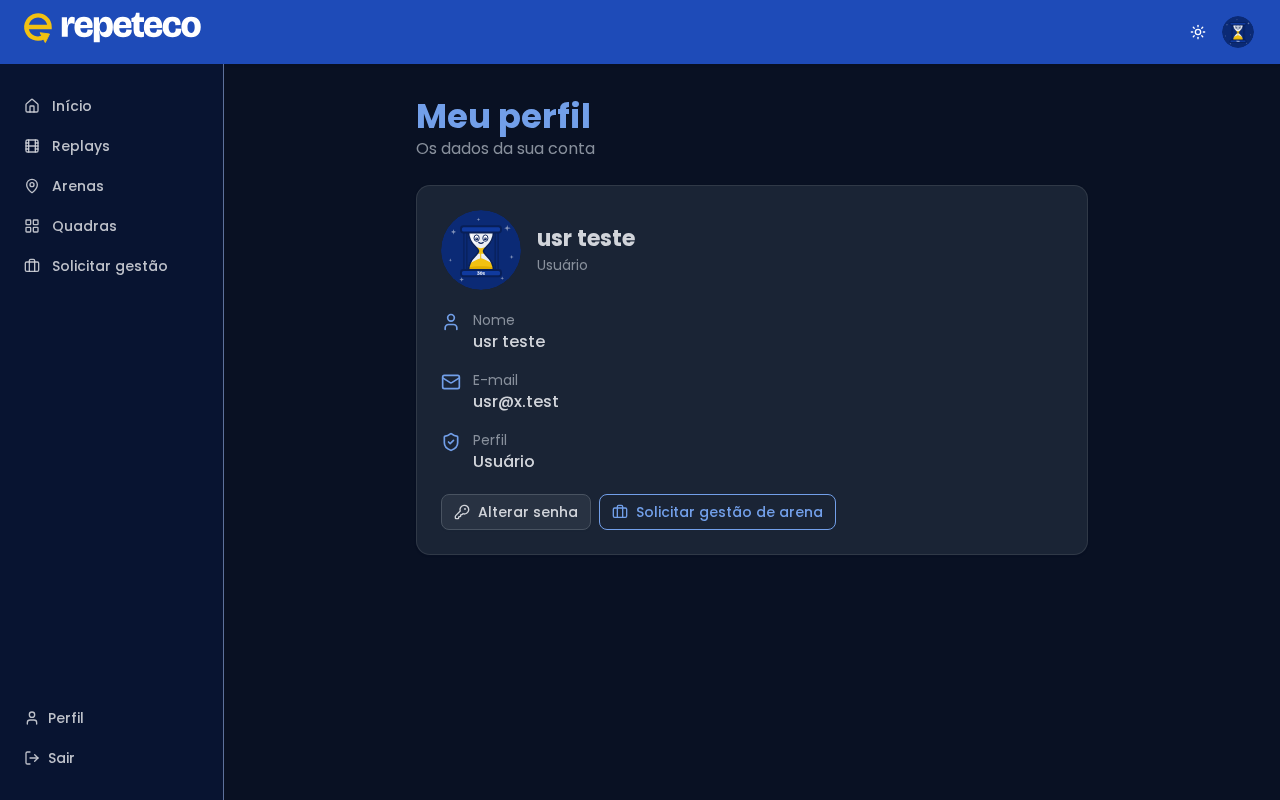 repeteco
Início
Replays
Arenas
Quadras
Solicitar gestão
Perfil
Sair
Meu perfil
Os dados da sua conta
usr teste
Usuário
Nome
usr teste
E-mail
usr@x.test
Perfil
Usuário
Alterar senha
Solicitar gestão de arena